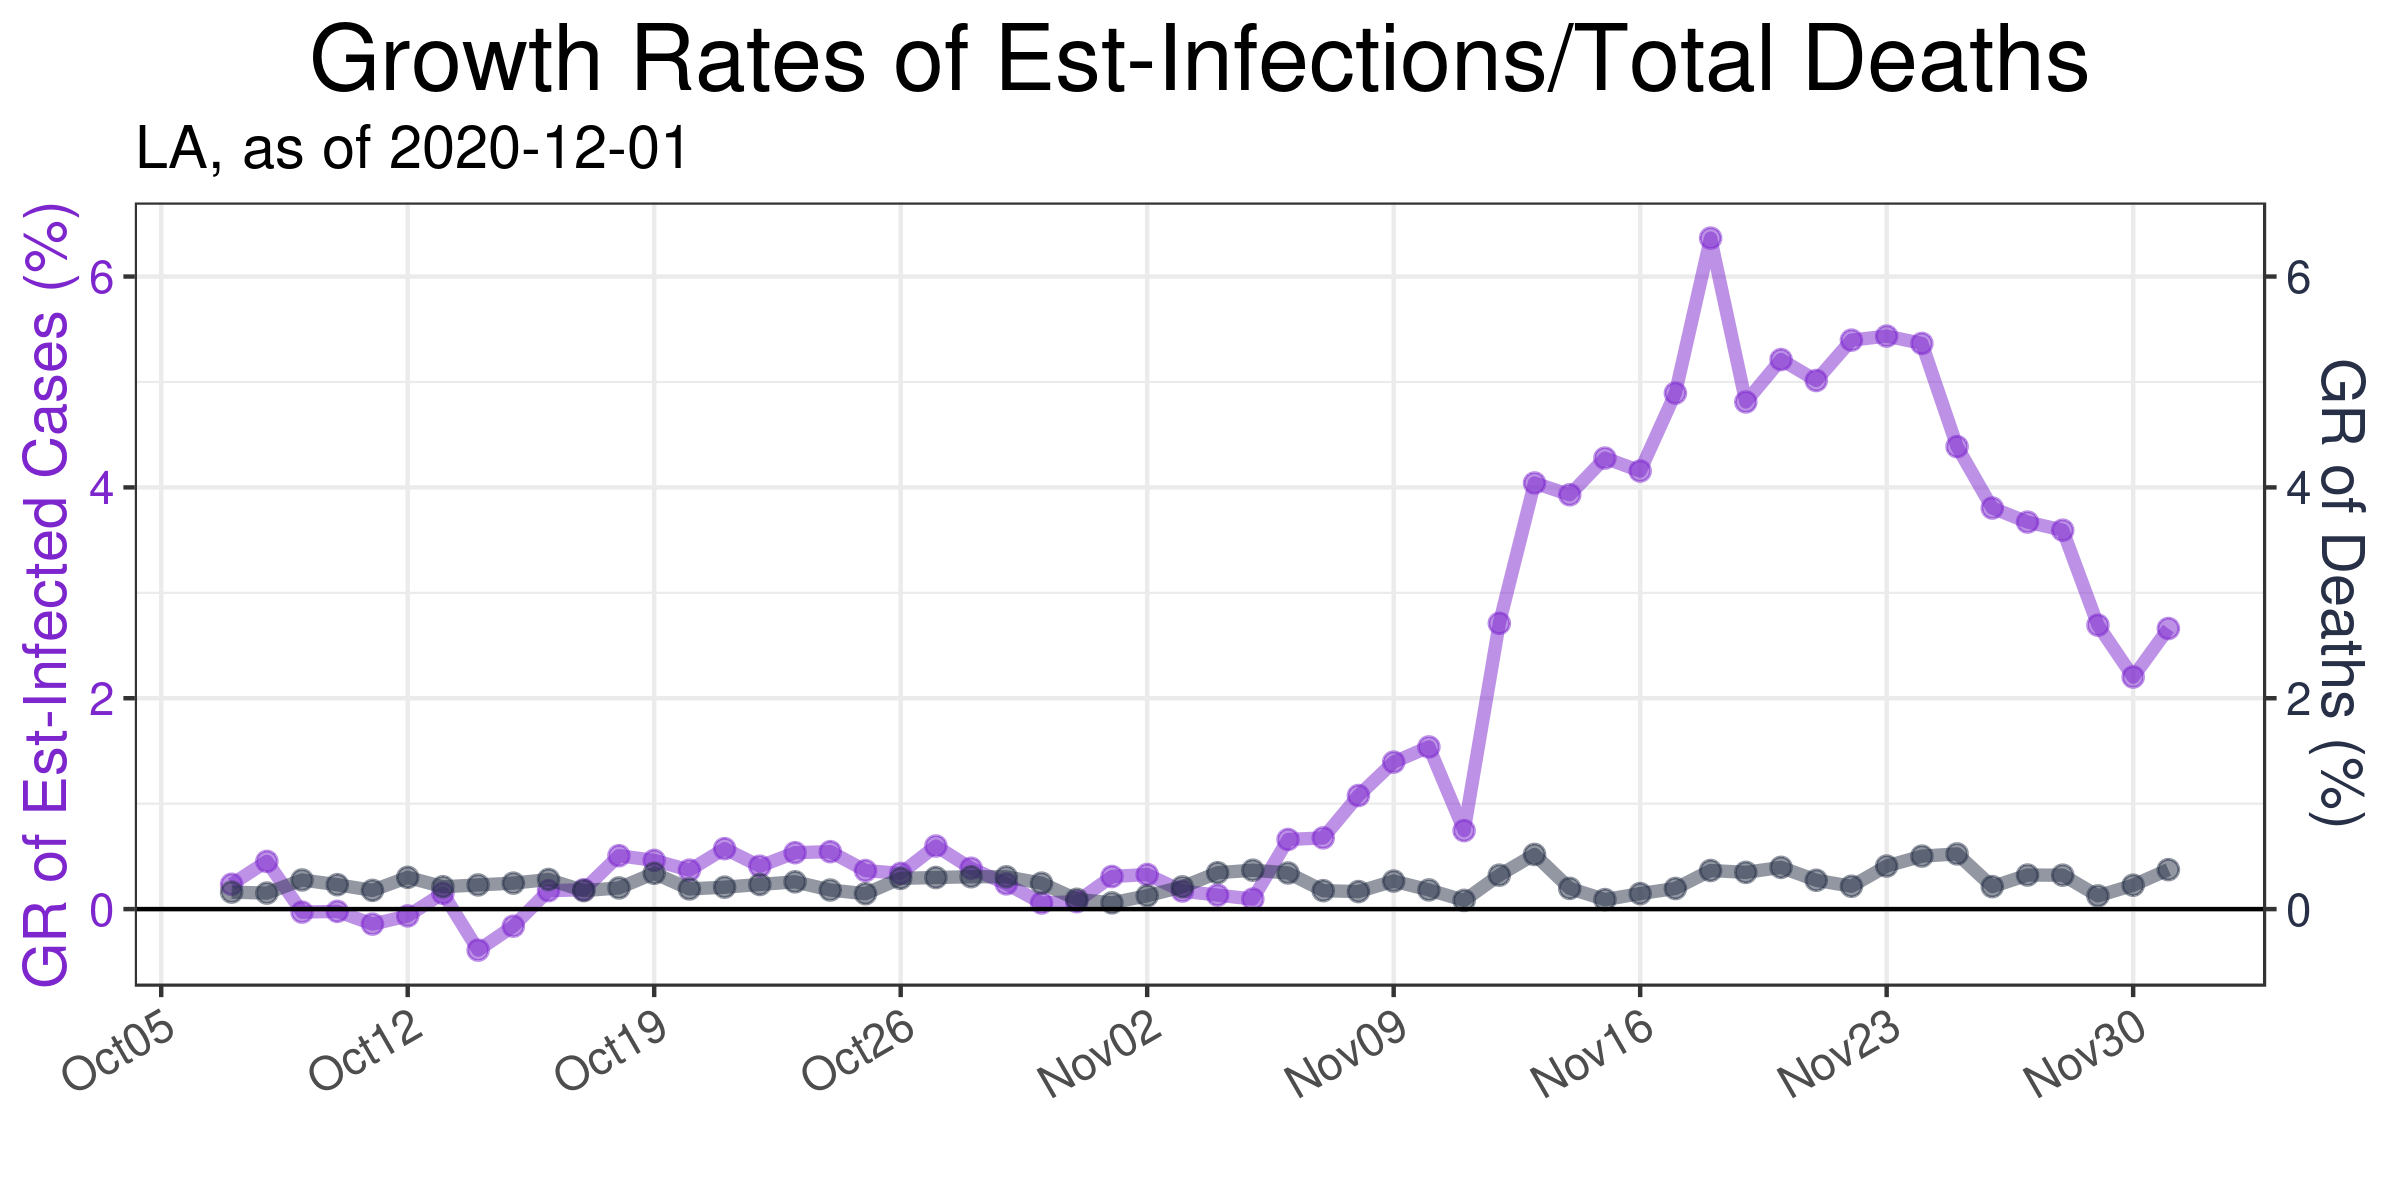 Growth Rates of Est-Infections/Total Deaths
LA, as of 2020-12-01
GR of Est-Infected Cases (%)
6
4
2
0
6
4
2
0
GR of Deaths (%)
Oct05
Oct12
Oct19
Oct26
Nov02
Nov09
Nov16
Nov23
Nov30